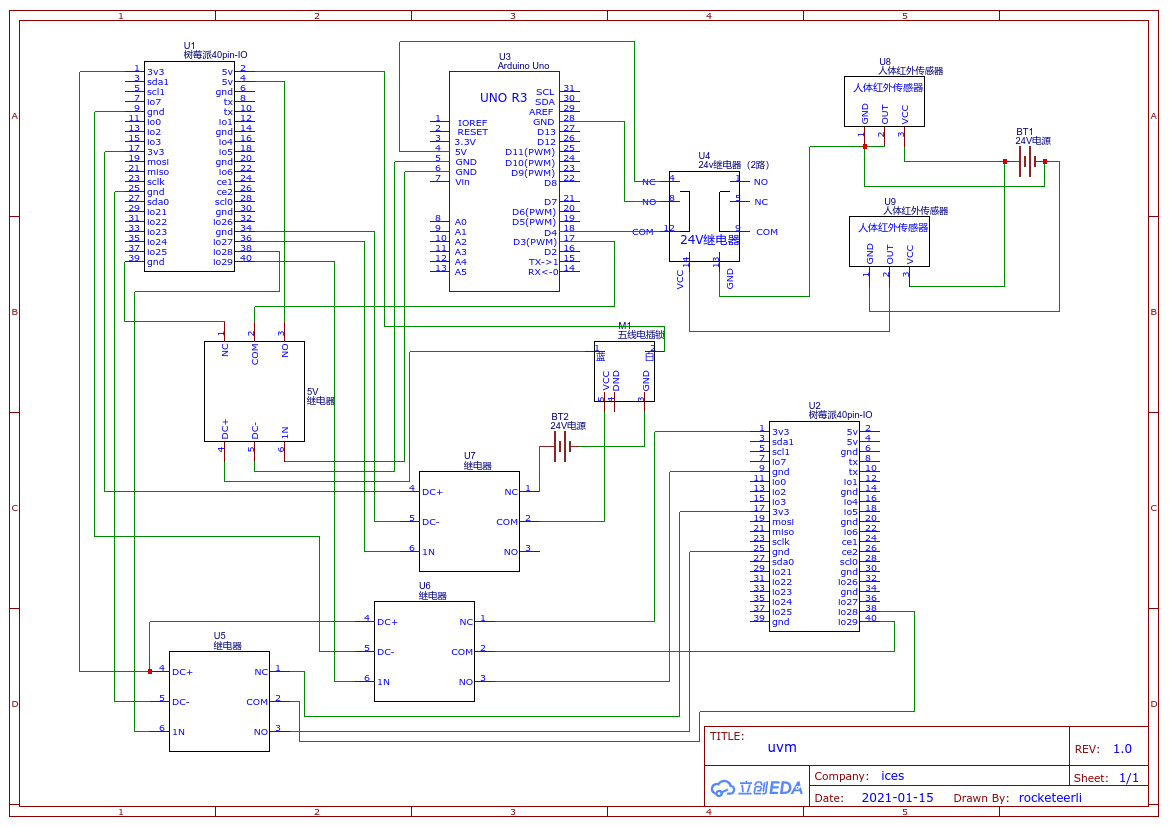 1 2 3 4 5
A B C D
U1
树莓派40pin-IO
1 3v3 5v 2
3 sda1 5v 4
5 scl1 gnd 6
7 Io7 tx 8
9 gnd tx 10
11 Io0 Io1 12
13 Io2 gnd 14
15 Io3 Io4 16
17 3v3 Io5 18
19 mosi gnd 20
21 miso Io6 22
23 sclk ce1 24
25 gnd ce2 26
27 sda0 scl0 28
29 Io21 gnd 30
31 Io22 Io26 32
33 Io23 gnd 34
35 Io24 Io27 36
37 Io25 Io28 38
39 gnd Io29 40
U3
Arduino Uno
UNO R3
SCL 31
SDA 30
AREF 29
1 IOREF GND 28
2 RESET D13 27
3 3.3V D12 26
4 5V D11(PWM) 25
5 GND D10(PWM) 24
6 GND D9(PWM) 23
7 Vin D8 22
D7 21
D6(PWM) 20
8 A0 D5(PWM) 19
9 A1 D4 18
10 A2 D3(PWM) 17
11 A3 D2 16
12 A4 TX->1 15
13 A5 RX<-0 14
U4
24v继电器 (2路)
NC 4 1 NO
NO 8 5 NC
COM 12 9 COM
24V继电器
VCC 14 13 GND
U8
人体红外传感器
人体红外传感器
GND OUT VCC
1 2 3
BT1
24V电源
U9
人体红外传感器
人体红外传感器
GND OUT VCC
1 2 3
1 2 3
NC COM NO
5V
继电器
DC+ DC- 1N
4 5 6
M1
五线电插锁
1 2
蓝 白
VCC DND GND
5 4 3
BT2
24V电源
U7
继电器
4 DC+ NC 1
5 DC- COM 2
6 1N NO 3
U6
继电器
4 DC+ NC 1
5 DC- COM 2
6 1N NO 3
U5
继电器
4 DC+ NC 1
5 DC- COM 2
6 1N NO 3
U2
树莓派40pin-IO
1 3v3 5v 2
3 sda1 5v 4
5 scl1 gnd 6
7 Io7 tx 8
9 gnd tx 10
11 Io0 Io1 12
13 Io2 gnd 14
15 Io3 Io4 16
17 3v3 Io5 18
19 mosi gnd 20
21 miso Io6 22
23 sclk ce1 24
25 gnd ce2 26
27 sda0 scl0 28
29 Io21 gnd 30
31 Io22 Io26 32
33 Io23 gnd 34
35 Io24 Io27 36
37 Io25 Io28 38
39 gnd Io29 40
TITLE:
uvm
REV: 1.0
立创EDA
Company: ices
Sheet: 1/1
Date: 2021-01-15 Drawn By: rocketeerli
A B C D
1 2 3 4 5